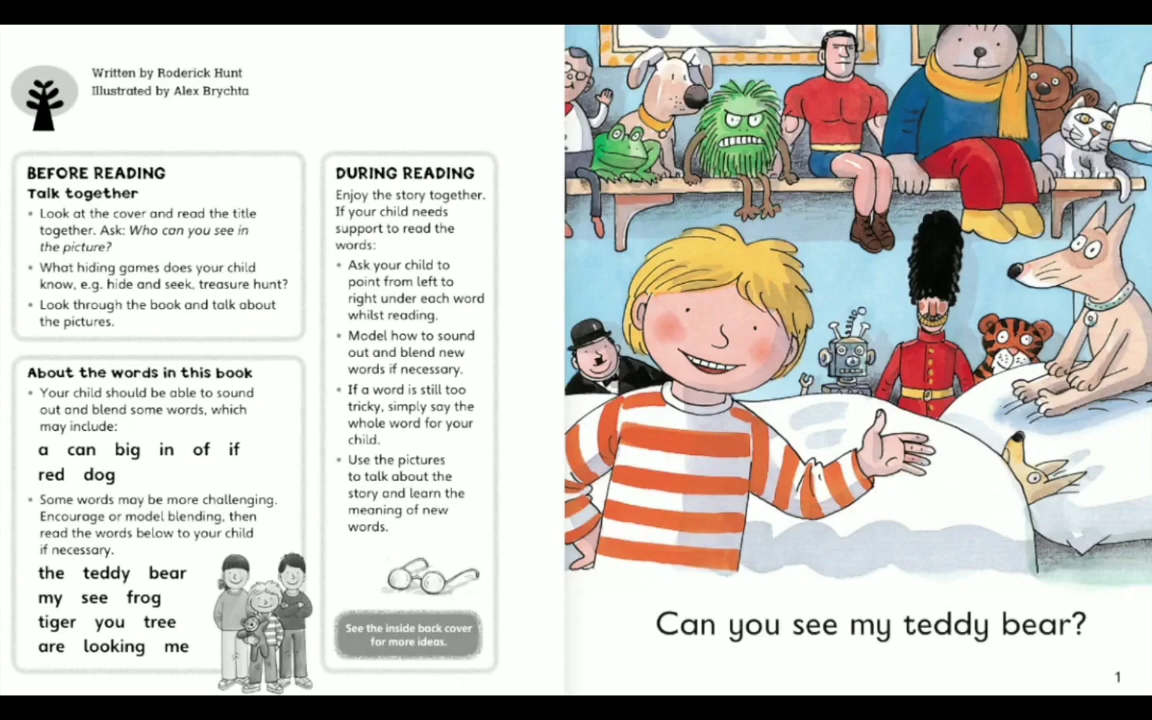 Written by Roderick Hunt
Illustrated by Alex Brychta
BEFORE READING
Talk together
• Look at the cover and read the title
together. Ask: Who can you see in
the picture?
• What hiding games does your child
know, e.g. hide and seek, treasure hunt?
• Look through the book and talk about
the pictures.
About the words in this book
• Your child should be able to sound
out and blend some words, which
may include:
a can big in of if
red dog
• Some words may be more challenging.
Encourage or model blending, then
read the words below to your child
if necessary.
the teddy bear
my see frog
tiger you tree
are looking me
DURING READING
Enjoy the story together.
If your child needs
support to read the
words:
• Ask your child to
point from left to
right under each word
whilst reading.
• Model how to sound
out and blend new
words if necessary.
• If a word is still too
tricky, simply say the
whole word for your
child.
• Use the pictures
to talk about the
story and learn the
meaning of new
words.
See the inside back cover
for more ideas.
Can you see my teddy bear?
1